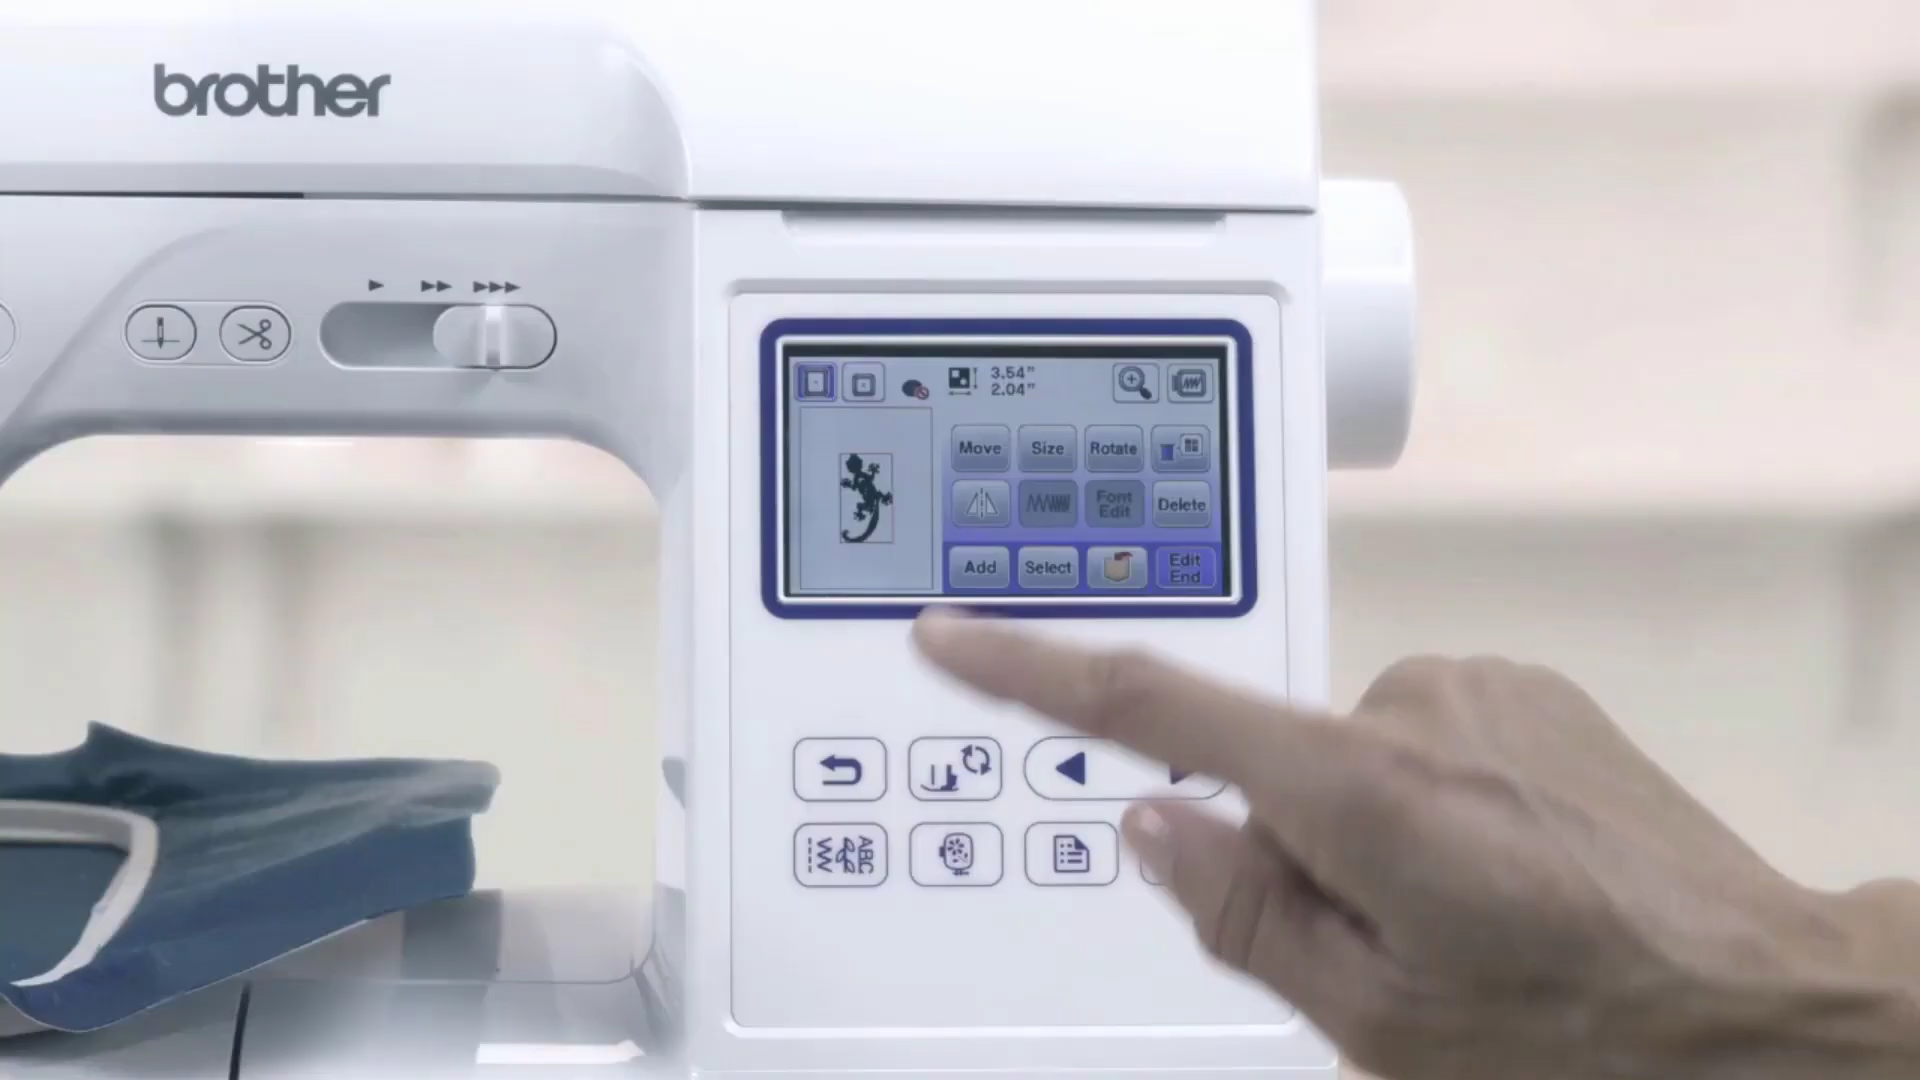 brother
3.54"
2.04"
Move Size Rotate
Font
Edit
Delete
Add Select
Edit
End
ABC